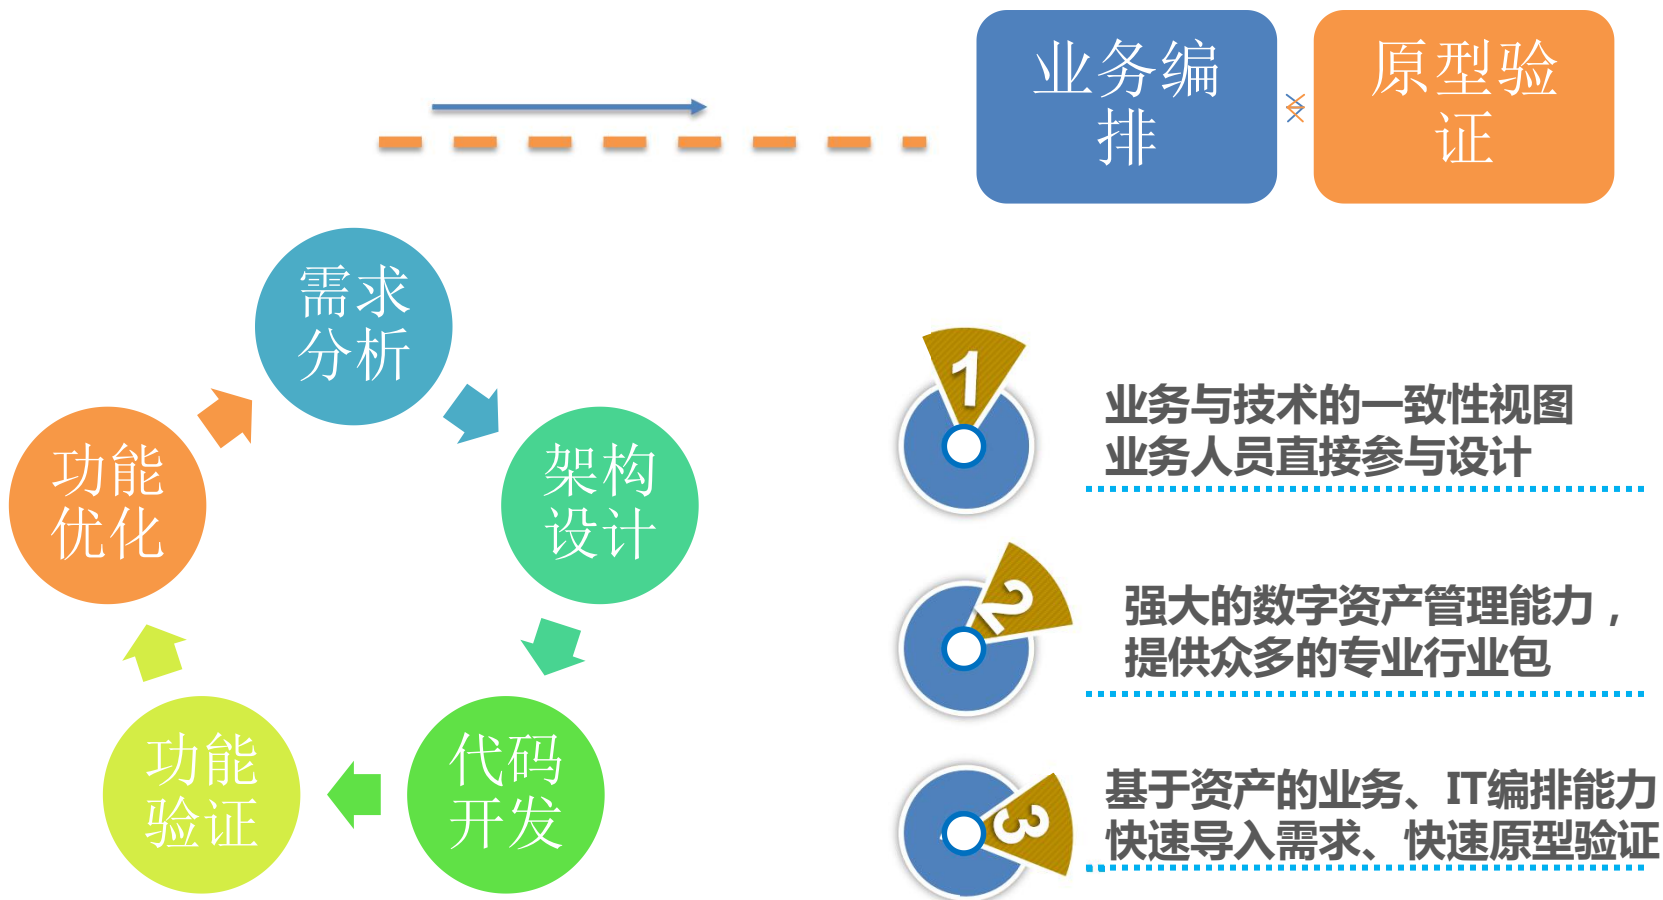 业务编
排
原型验
证
需求
分析
架构
设计
代码
开发
功能
验证
功能
优化
1
业务与技术的一致性视图
业务人员直接参与设计
2
强大的数字资产管理能力，
提供众多的专业行业包
3
基于资产的业务、IT编排能力
快速导入需求、快速原型验证